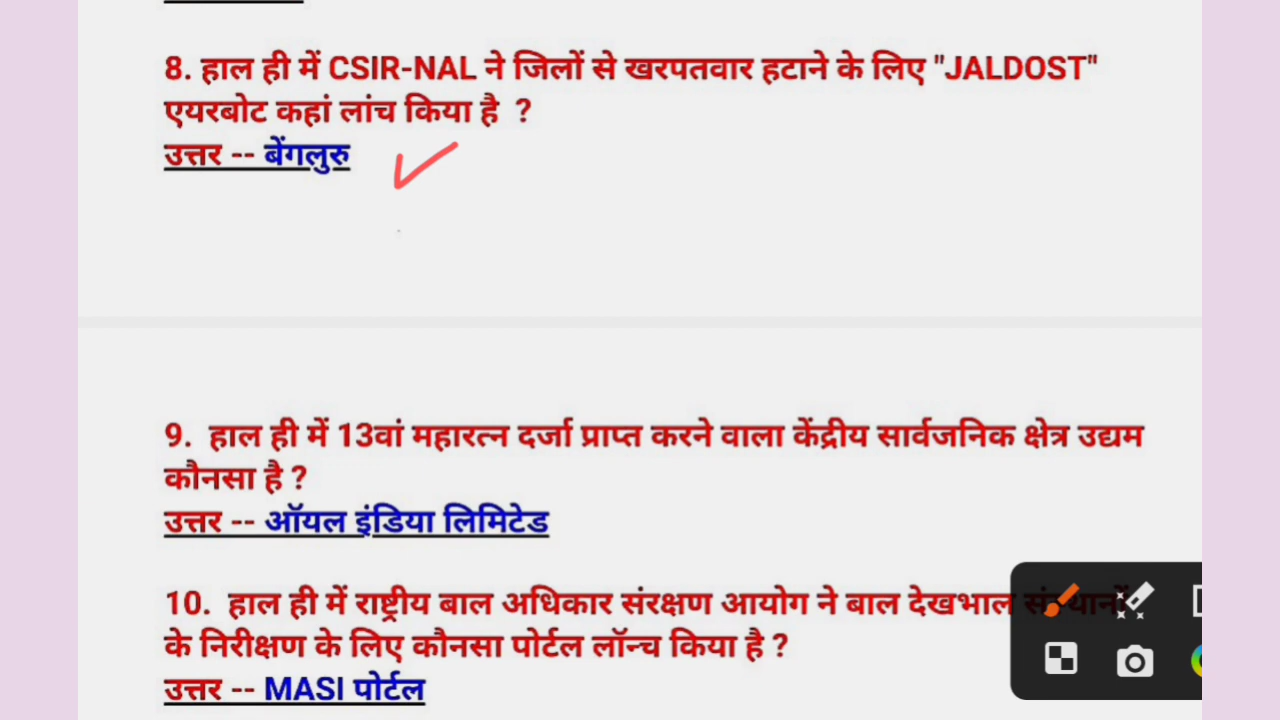 8. हाल ही में CSIR-NAL ने जिलों से खरपतवार हटाने के लिए "JALDOST"
एयरबोट कहां लांच किया है ?
उत्तर -- बेंगलुरु
9. हाल ही में 13वां महारत्न दर्जा प्राप्त करने वाला केंद्रीय सार्वजनिक क्षेत्र उद्यम
कौनसा है ?
उत्तर -- ऑयल इंडिया लिमिटेड
10. हाल ही में राष्ट्रीय बाल अधिकार संरक्षण आयोग ने बाल देखभाल संस्थानों
के निरीक्षण के लिए कौनसा पोर्टल लॉन्च किया है ?
उत्तर -- MASI पोर्टल